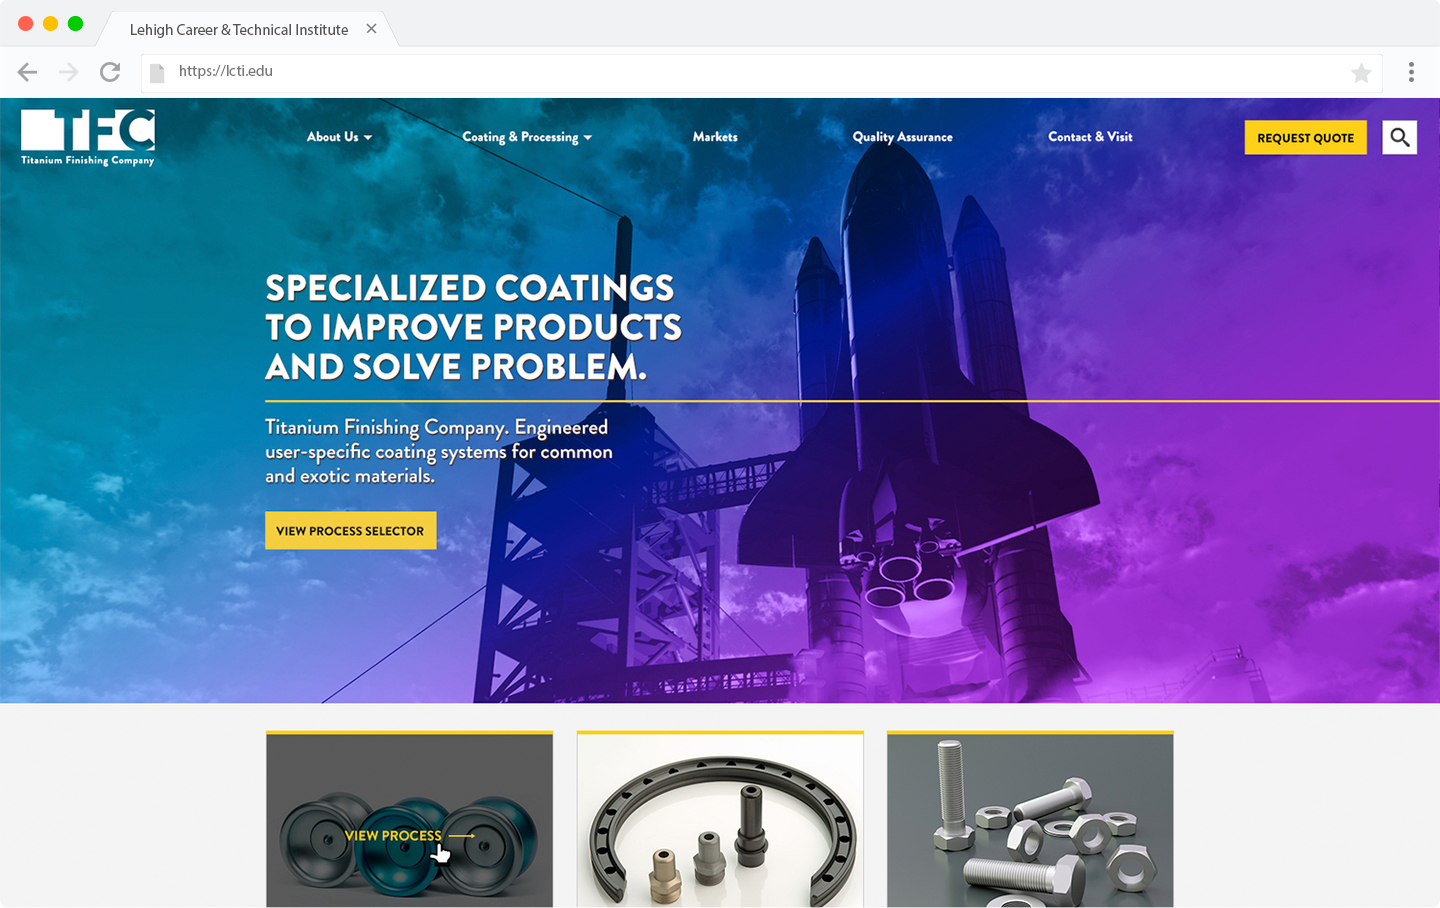 Lehigh Career & Technical Institute
https://lcti.edu
TFC
Titanium Finishing Company
About Us
Coating & Processing
Markets
Quality Assurance
Contact & Visit
REQUEST QUOTE
SPECIALIZED COATINGS
TO IMPROVE PRODUCTS
AND SOLVE PROBLEM.
Titanium Finishing Company. Engineered
user-specific coating systems for common
and exotic materials.
VIEW PROCESS SELECTOR
VIEW PROCESS